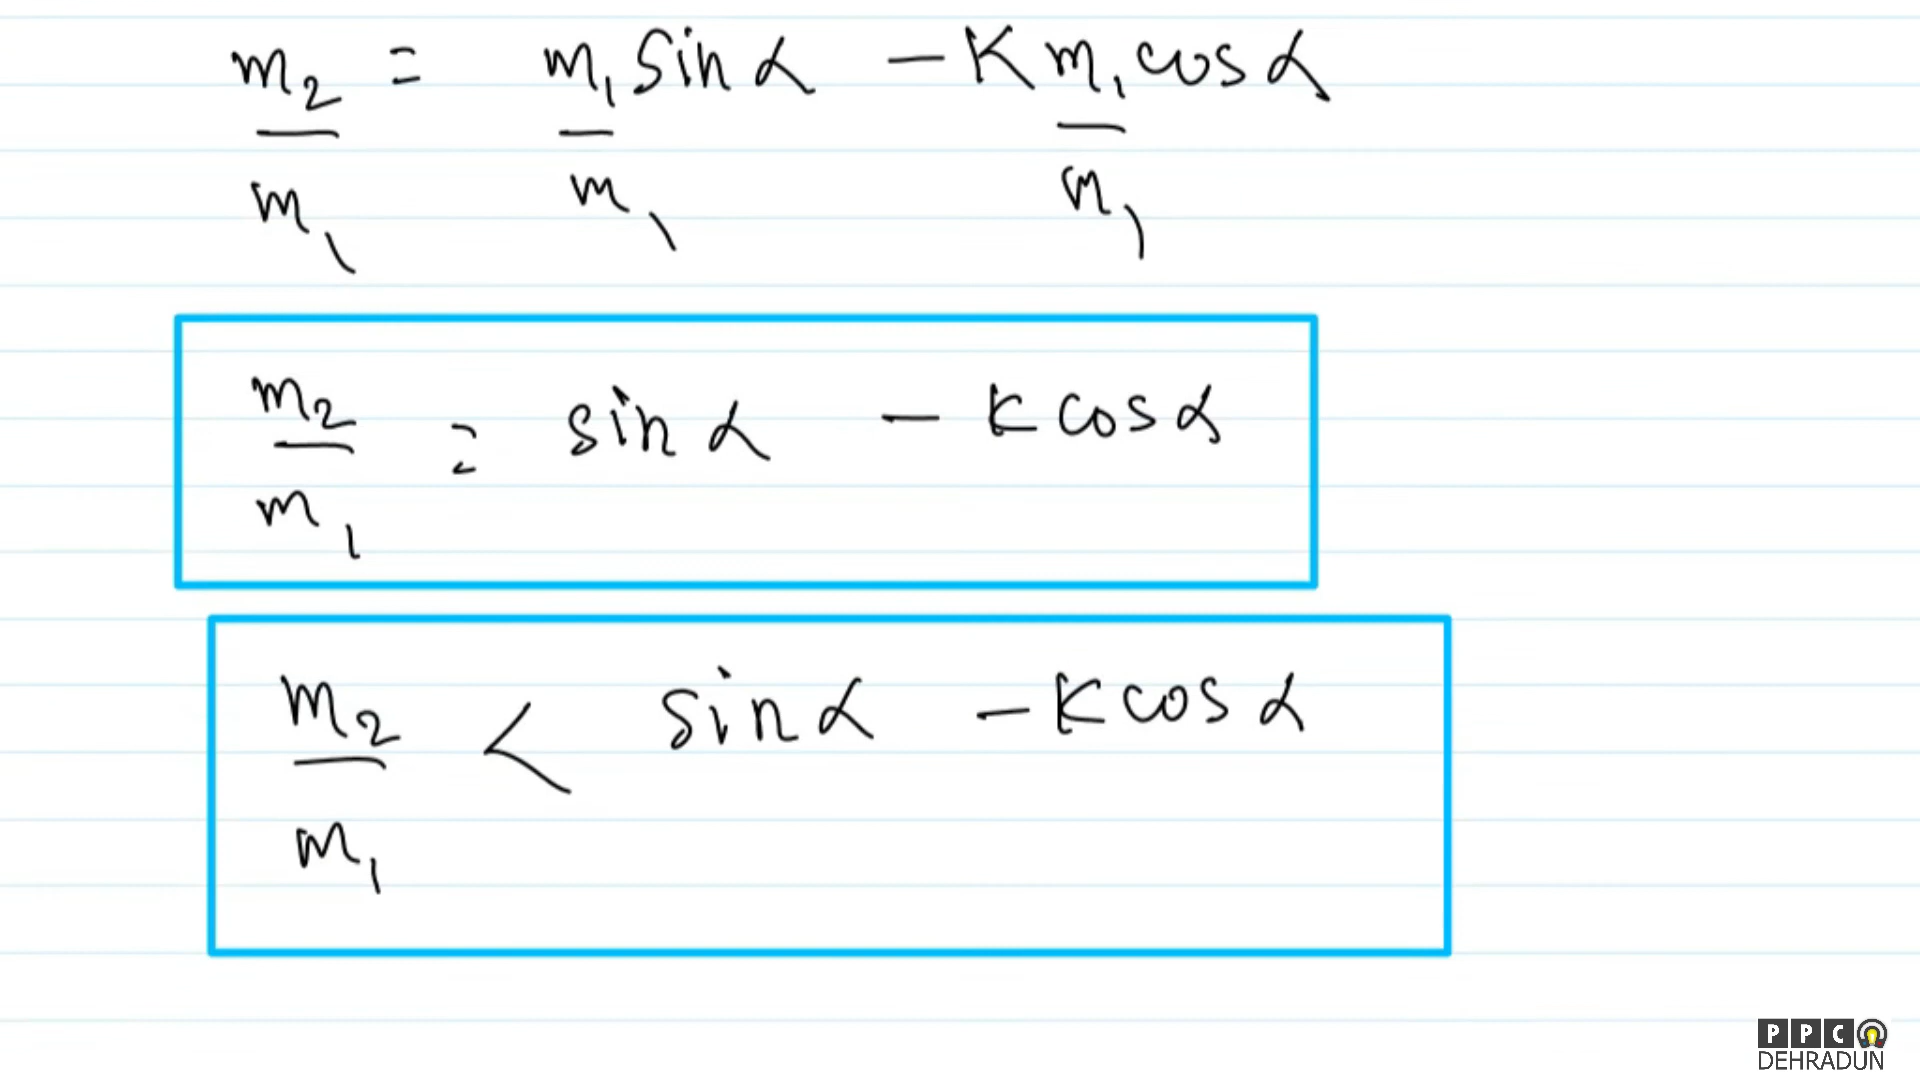 m₂ = m₁ sin α − K m₁ cos α
m₁ m₁ m₁
m₂ = sin α − K cos α
m₁
m₂ < sin α − K cos α
m₁
PPC
DEHRADUN